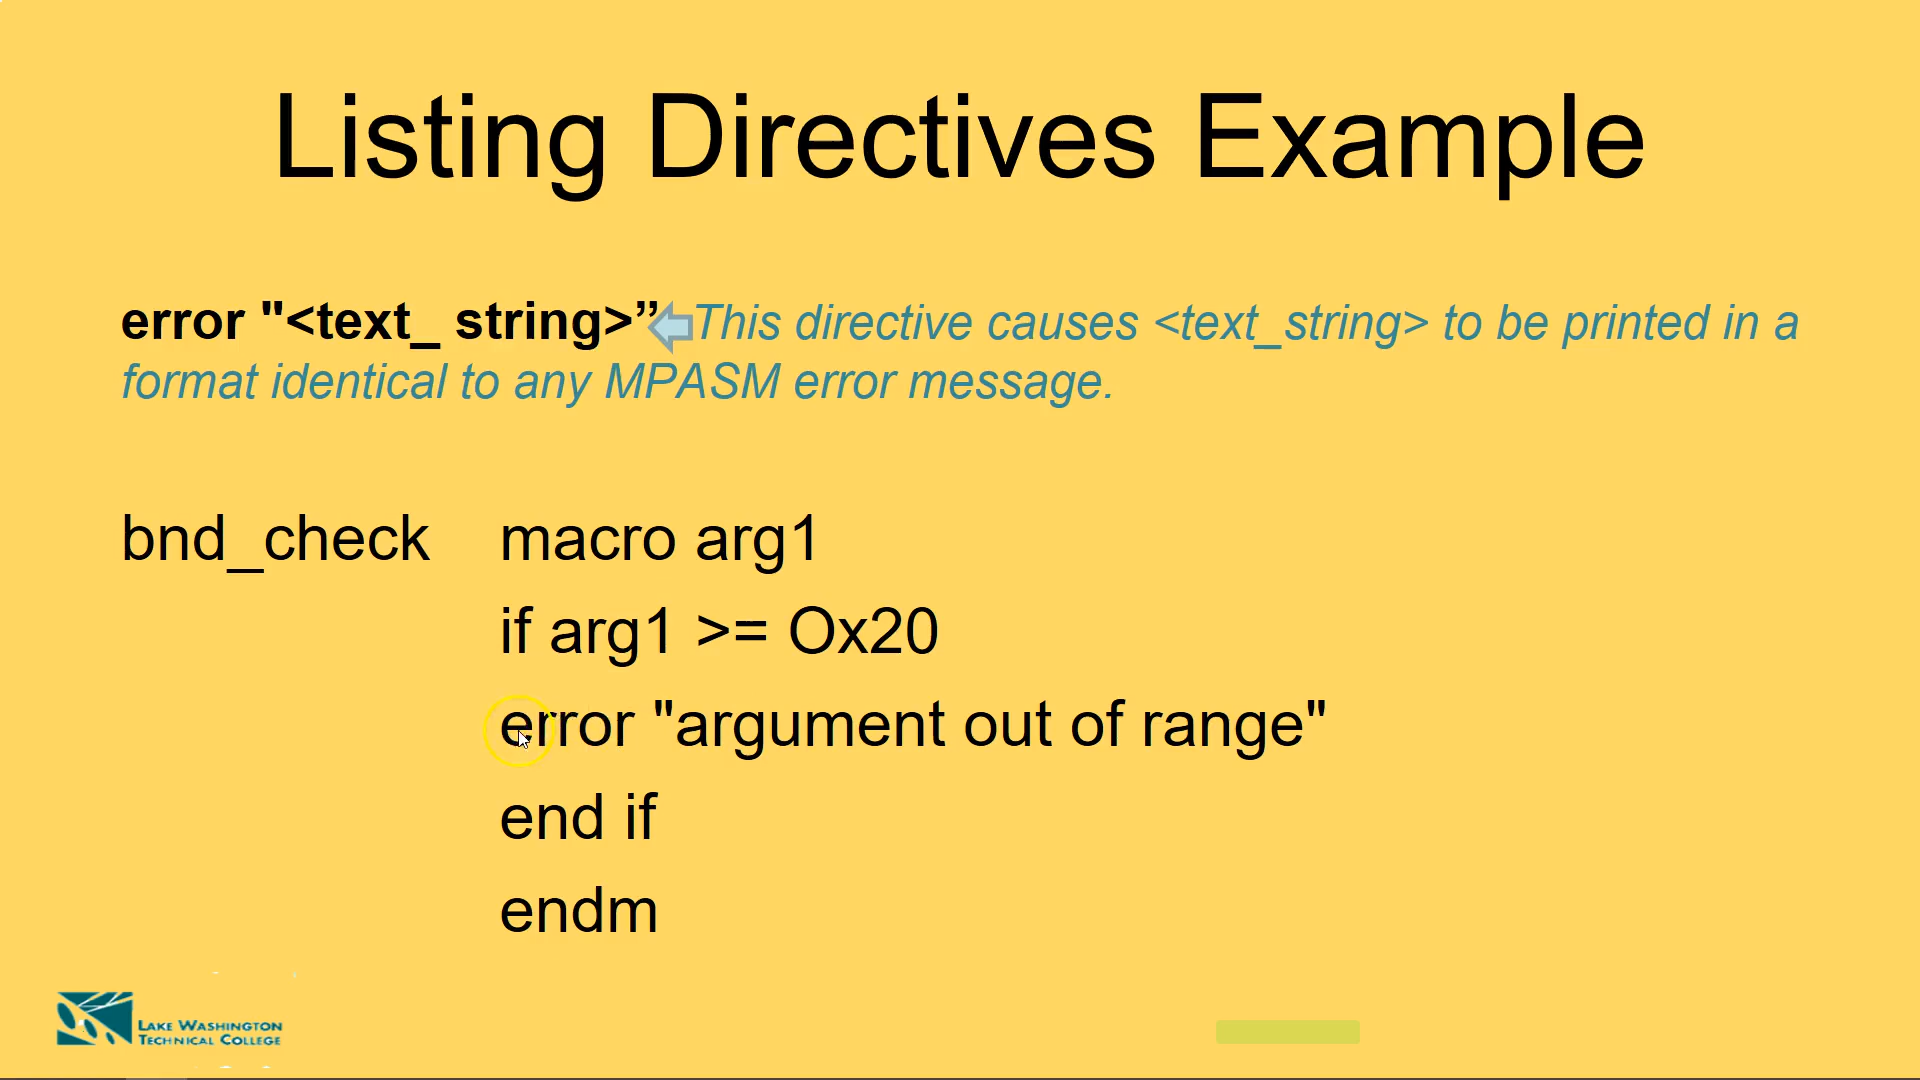 Listing Directives Example
error "<text_ string>” This directive causes <text_string> to be printed in a
format identical to any MPASM error message.
bnd_check macro arg1
if arg1 >= Ox20
error "argument out of range"
end if
endm
LAKE WASHINGTON
TECHNICAL COLLEGE